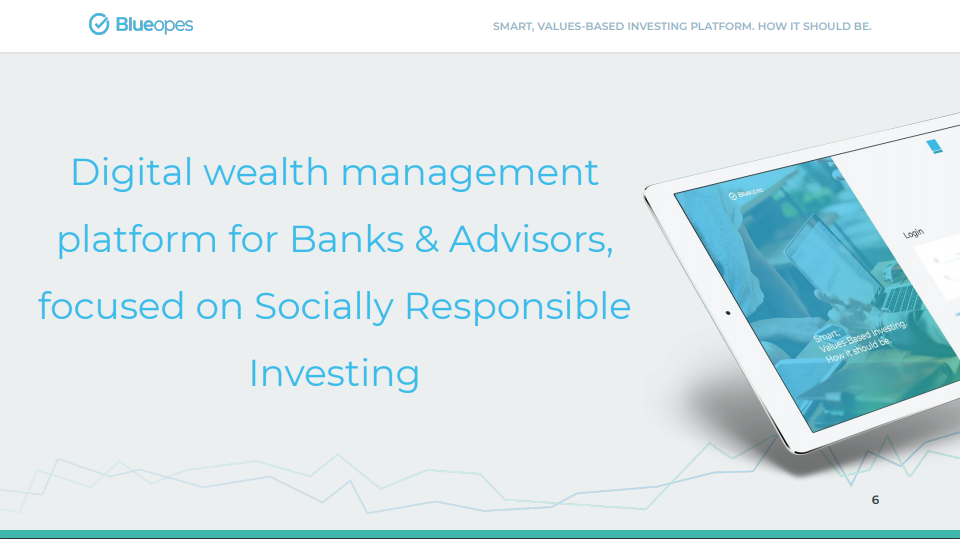 Blueopes
SMART, VALUES-BASED INVESTING PLATFORM. HOW IT SHOULD BE.
Digital wealth management
platform for Banks & Advisors,
focused on Socially Responsible
Investing
Blueopes
Login
Smart,
Values-Based Investing.
How it should be.
6